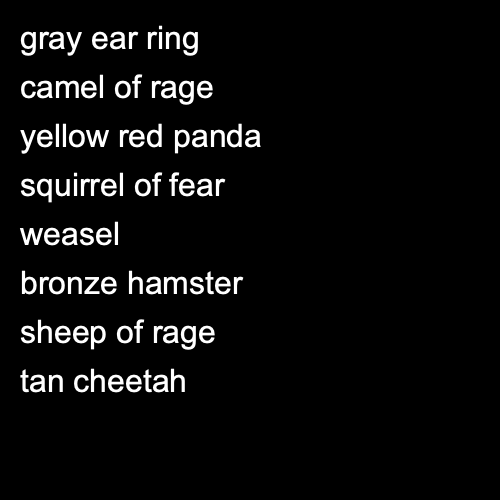 gray ear ring
camel of rage
yellow red panda
squirrel of fear
weasel
bronze hamster
sheep of rage
tan cheetah